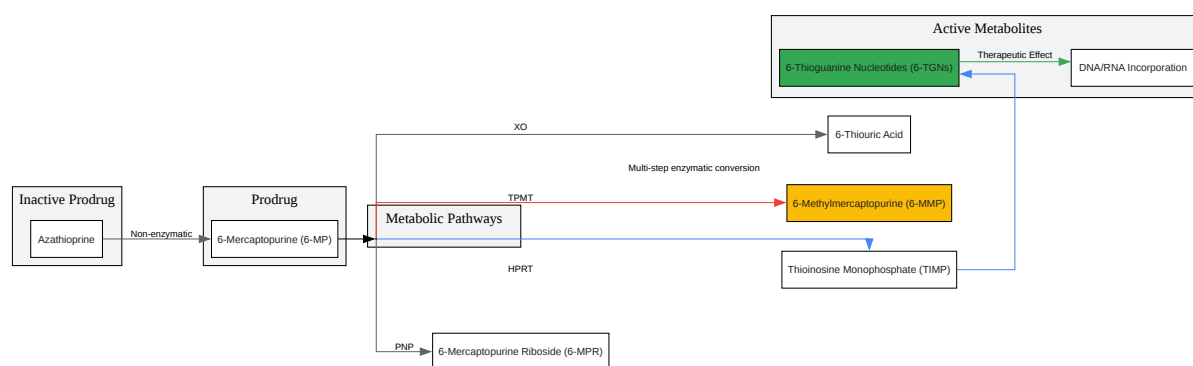 Active Metabolites
6-Thioguanine Nucleotides (6-TGNs)
Therapeutic Effect
DNA/RNA Incorporation
XO
6-Thiouric Acid
Multi-step enzymatic conversion
Inactive Prodrug
Azathioprine
Non-enzymatic
Prodrug
6-Mercaptopurine (6-MP)
Metabolic Pathways
TPMT
6-Methylmercaptopurine (6-MMP)
HPRT
Thioinosine Monophosphate (TIMP)
PNP
6-Mercaptopurine Riboside (6-MPR)